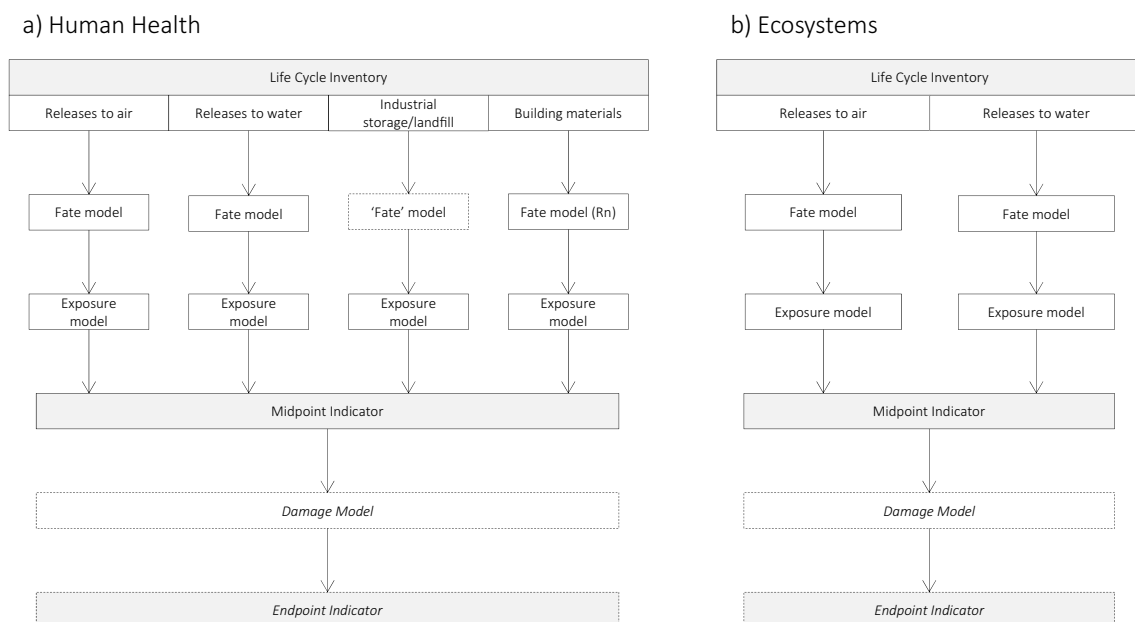 a) Human Health
Life Cycle Inventory
Releases to air
Releases to water
Industrial
storage/landfill
Building materials
Fate model
Fate model
‘Fate’ model
Fate model (Rn)
Exposure
model
Exposure
model
Exposure
model
Exposure
model
Midpoint Indicator
Damage Model
Endpoint Indicator
b) Ecosystems
Life Cycle Inventory
Releases to air
Releases to water
Fate model
Fate model
Exposure model
Exposure model
Midpoint Indicator
Damage Model
Endpoint Indicator